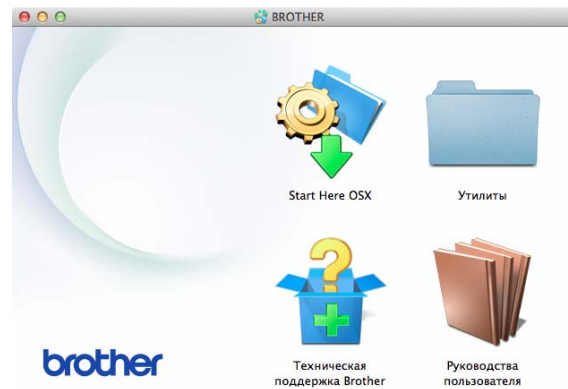 BROTHER
Start Here OSX
Утилиты
Техническая
поддержка Brother
Руководства
пользователя
brother